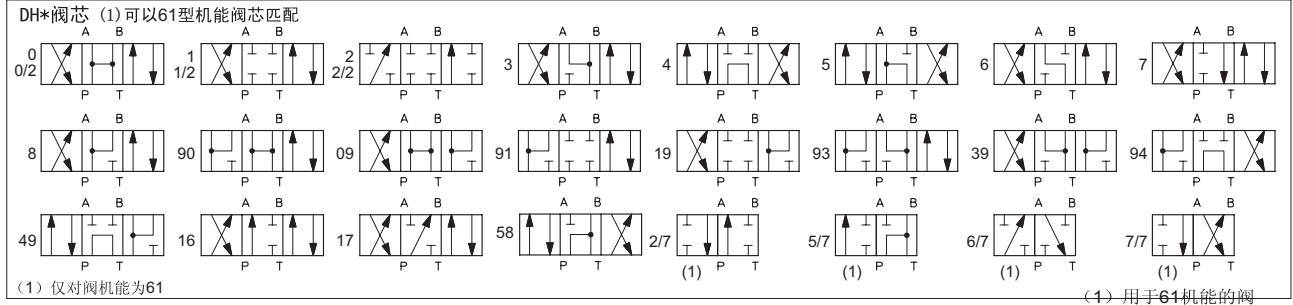 DH*阀芯 (1)可以61型机能阀芯匹配
A B A B A B A B A B A B A B A B
0 1 2 3 4 5 6 7
0/2 1/2 2/2
P T P T P T P T P T P T P T P T
A B A B A B A B A B A B A B A B
8 90 09 91 19 93 39 94
P T P T P T P T P T P T P T P T
A B A B A B A B A B A B A B A B
49 16 17 58 2/7 5/7 6/7 7/7
P T P T P T P T P T P T P T P T
(1) (1) (1) (1)
(1) 仅对阀机能为61
(1) 用于61机能的阀